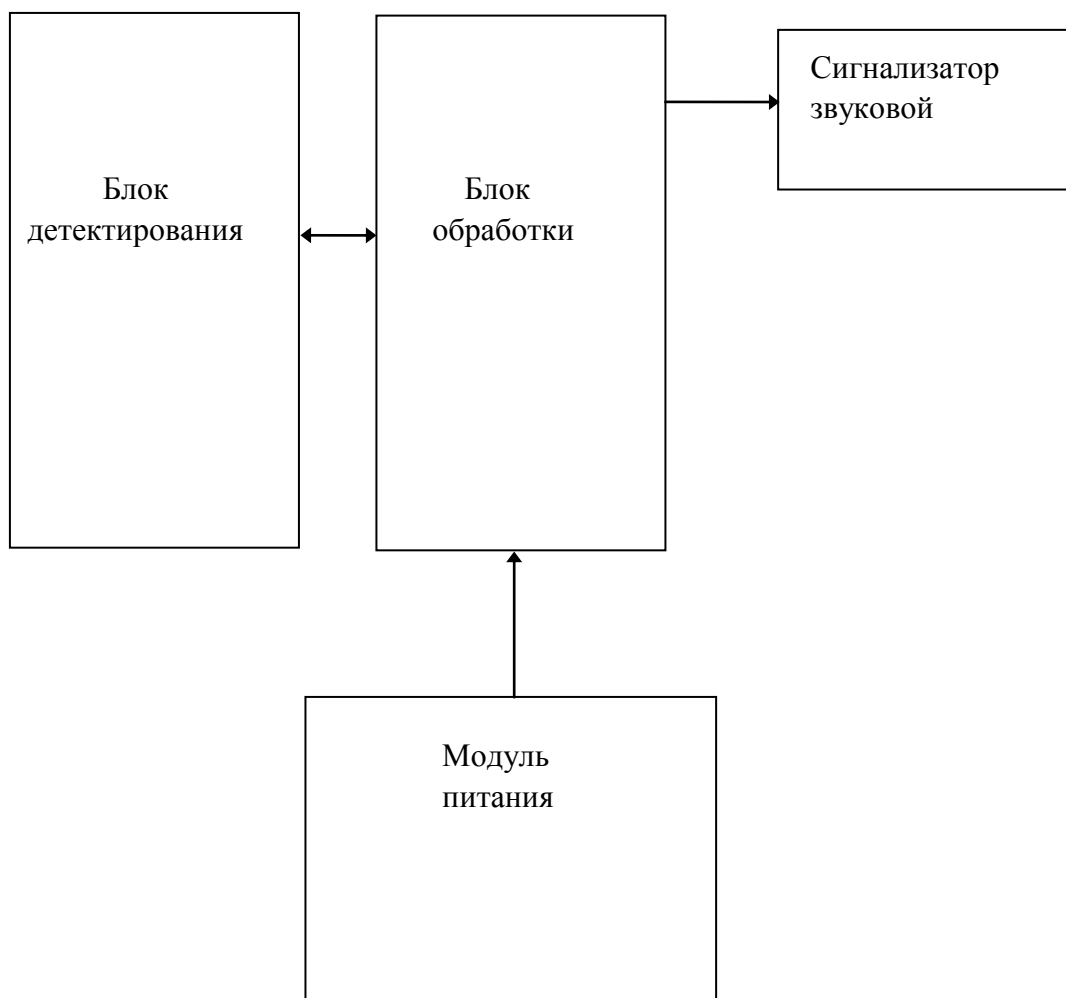 Блок
детектирования
Блок
обработки
Сигнализатор
звуковой
Модуль
питания